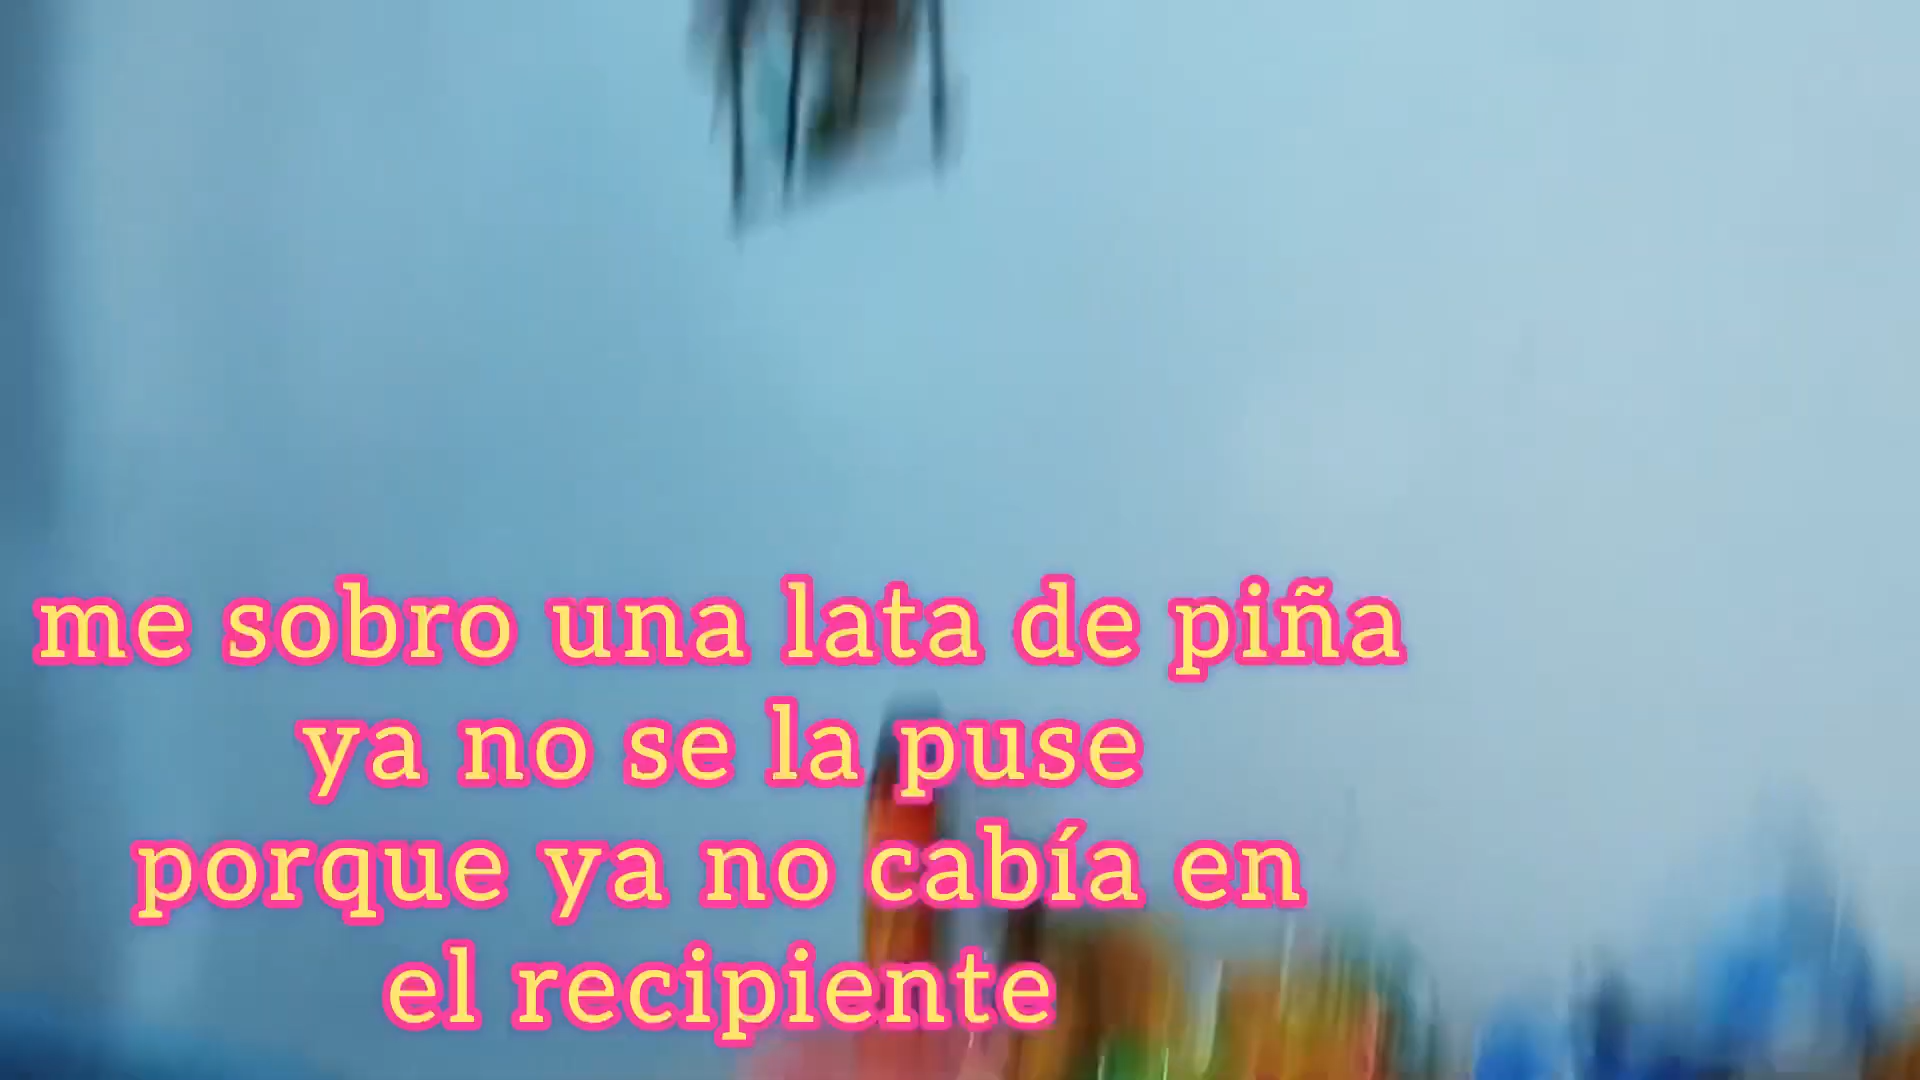 me sobro una lata de piña
ya no se la puse
porque ya no cabía en
el recipiente